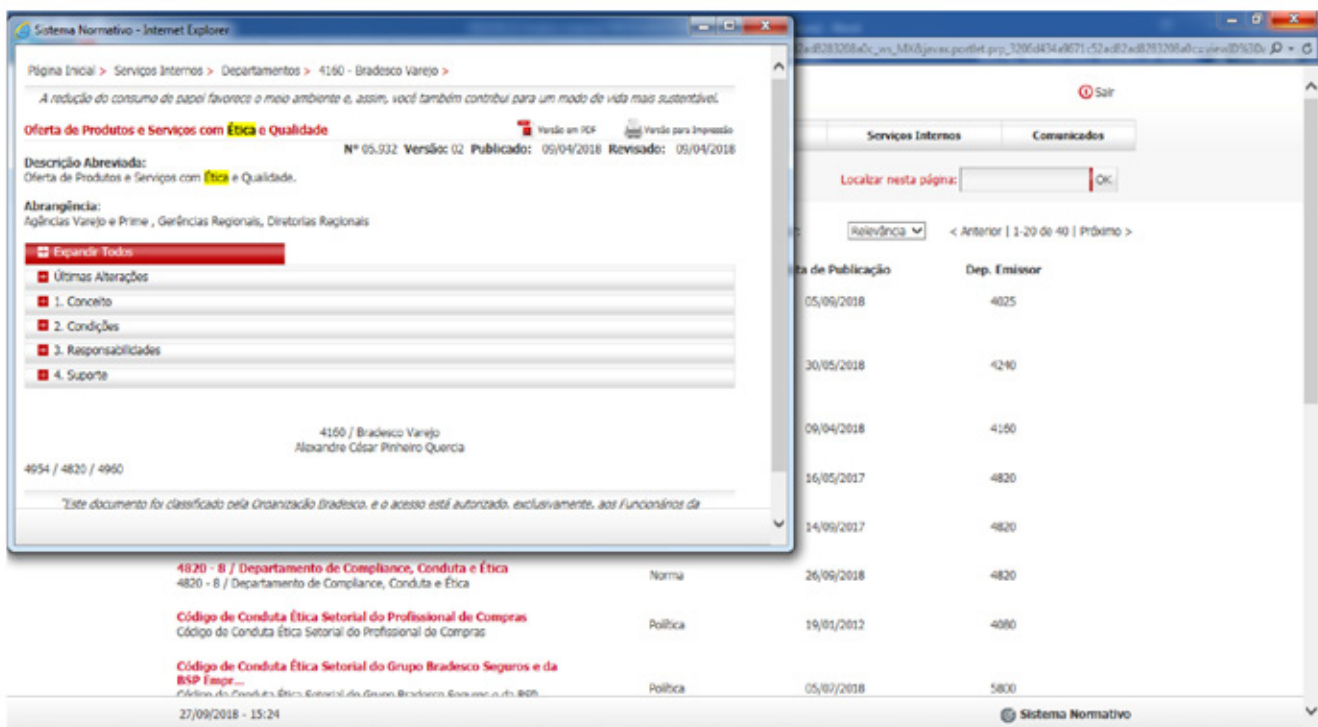 Sistema Normativo - Internet Explorer
Página Inicial > Serviços Internos > Departamentos > 4160 - Bradesco Varejo >
A redução do consumo de papel favorece o meio ambiente e, assim, você também contribui para um modo de vida mais sustentável.
Oferta de Produtos e Serviços com Ética e Qualidade
Versão em PDF Versão para Impressão
Nº 05.932 Versão: 02 Publicado: 09/04/2018 Revisado: 09/04/2018
Descrição Abreviada:
Oferta de Produtos e Serviços com Ética e Qualidade.
Abrangência:
Agências Varejo e Prime , Gerências Regionais, Diretorias Regionais
Expandir Todos
Últimas Alterações
1. Conceito
2. Condições
3. Responsabilidades
4. Suporte
4160 / Bradesco Varejo
Alexandre César Pinheiro Quercia
4954 / 4820 / 4960
"Este documento foi classificado pela Organização Bradesco, e o acesso está autorizado, exclusivamente, aos Funcionários da
Sair
Serviços Internos Comunicados
Localizar nesta página: OK
Relevância < Anterior | 1-20 de 40 | Próximo >
ta de Publicação Dep. Emissor
05/09/2018 4025
30/05/2018 4240
09/04/2018 4160
16/05/2017 4820
14/09/2017 4820
4820 - 8 / Departamento de Compliance, Conduta e Ética
4820 - 8 / Departamento de Compliance, Conduta e Ética
Norma 26/09/2018 4820
Código de Conduta Ética Setorial do Profissional de Compras
Código de Conduta Ética Setorial do Profissional de Compras
Política 19/01/2012 4080
Código de Conduta Ética Setorial do Grupo Bradesco Seguros e da
BSP Empr...
Código de Conduta Ética Setorial do Grupo Bradesco Seguros e da BSP
Política 05/07/2018 5800
27/09/2018 - 15:24 Sistema Normativo